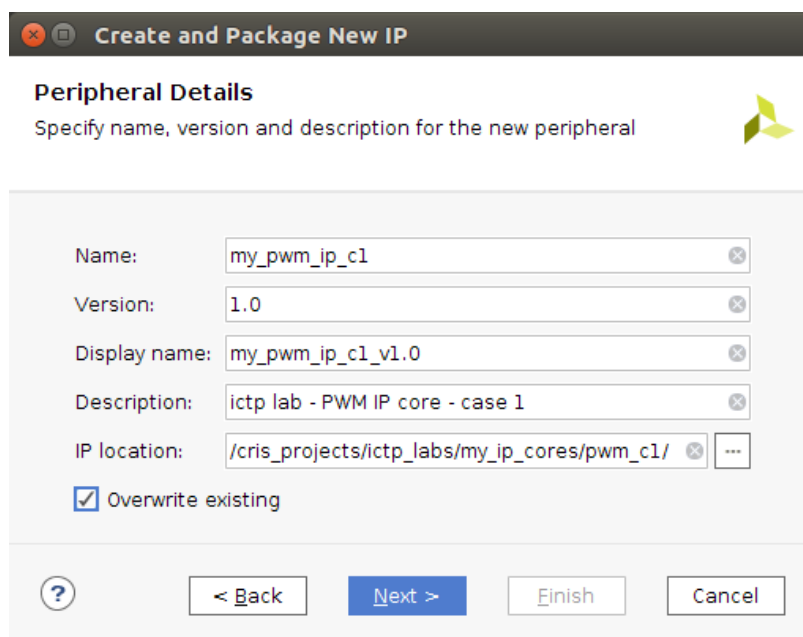 Create and Package New IP
Peripheral Details
Specify name, version and description for the new peripheral
Name: my_pwm_ip_c1
Version: 1.0
Display name: my_pwm_ip_c1_v1.0
Description: ictp lab - PWM IP core - case 1
IP location: /cris_projects/ictp_labs/my_ip_cores/pwm_c1/ ...
Overwrite existing
? < Back Next > Finish Cancel